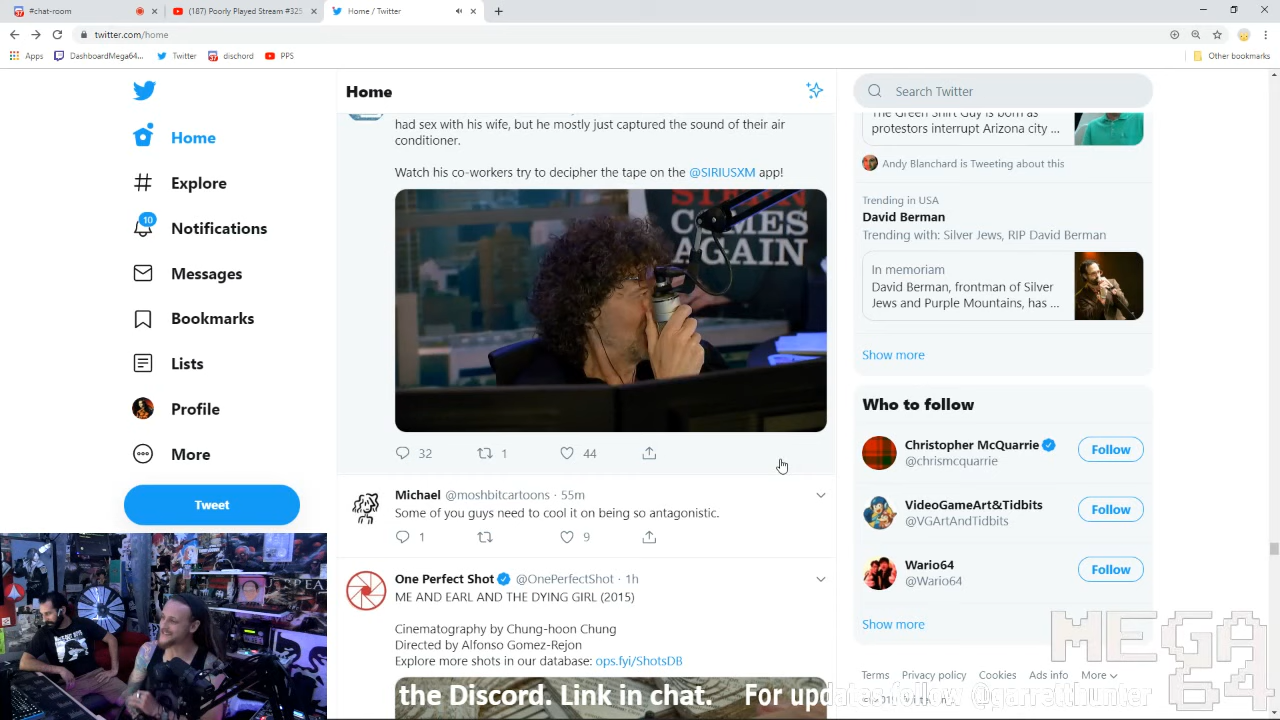 #chat-room
(187) Poorly Played Stream #325
Home / Twitter
twitter.com/home
Apps
DashboardMega64...
Twitter
dischord
PPS
Other bookmarks
Home
Explore
Notifications
10
Messages
Bookmarks
Lists
Profile
More
Tweet
Home
had sex with his wife, but he mostly just captured the sound of their air
conditioner.
Watch his co-workers try to decipher the tape on the @SIRIUSXM app!
COMES
AGAIN
32
1
44
Michael @moshbitcartoons · 55m
Some of you guys need to cool it on being so antagonistic.
1
9
One Perfect Shot @OnePerfectShot · 1h
ME AND EARL AND THE DYING GIRL (2015)
Cinematography by Chung-hoon Chung
Directed by Alfonso Gomez-Rejon
Explore more shots in our database: ops.fyi/ShotsDB
Search Twitter
The Green Shirt Guy is born as
protestors interrupt Arizona city ...
Andy Blanchard is Tweeting about this
Trending in USA
David Berman
Trending with: Silver Jews, RIP David Berman
In memoriam
David Berman, frontman of Silver
Jews and Purple Mountains, has ...
Show more
Who to follow
Christopher McQuarrie
@chrismcquarrie
Follow
VideoGameArt&Tidbits
@VGArtAndTidbits
Follow
Wario64
@Wario64
Follow
Show more
Terms Privacy policy Cookies Ads info More
MEGA
64
the Discord. Link in chat. For updates
@garretthunter